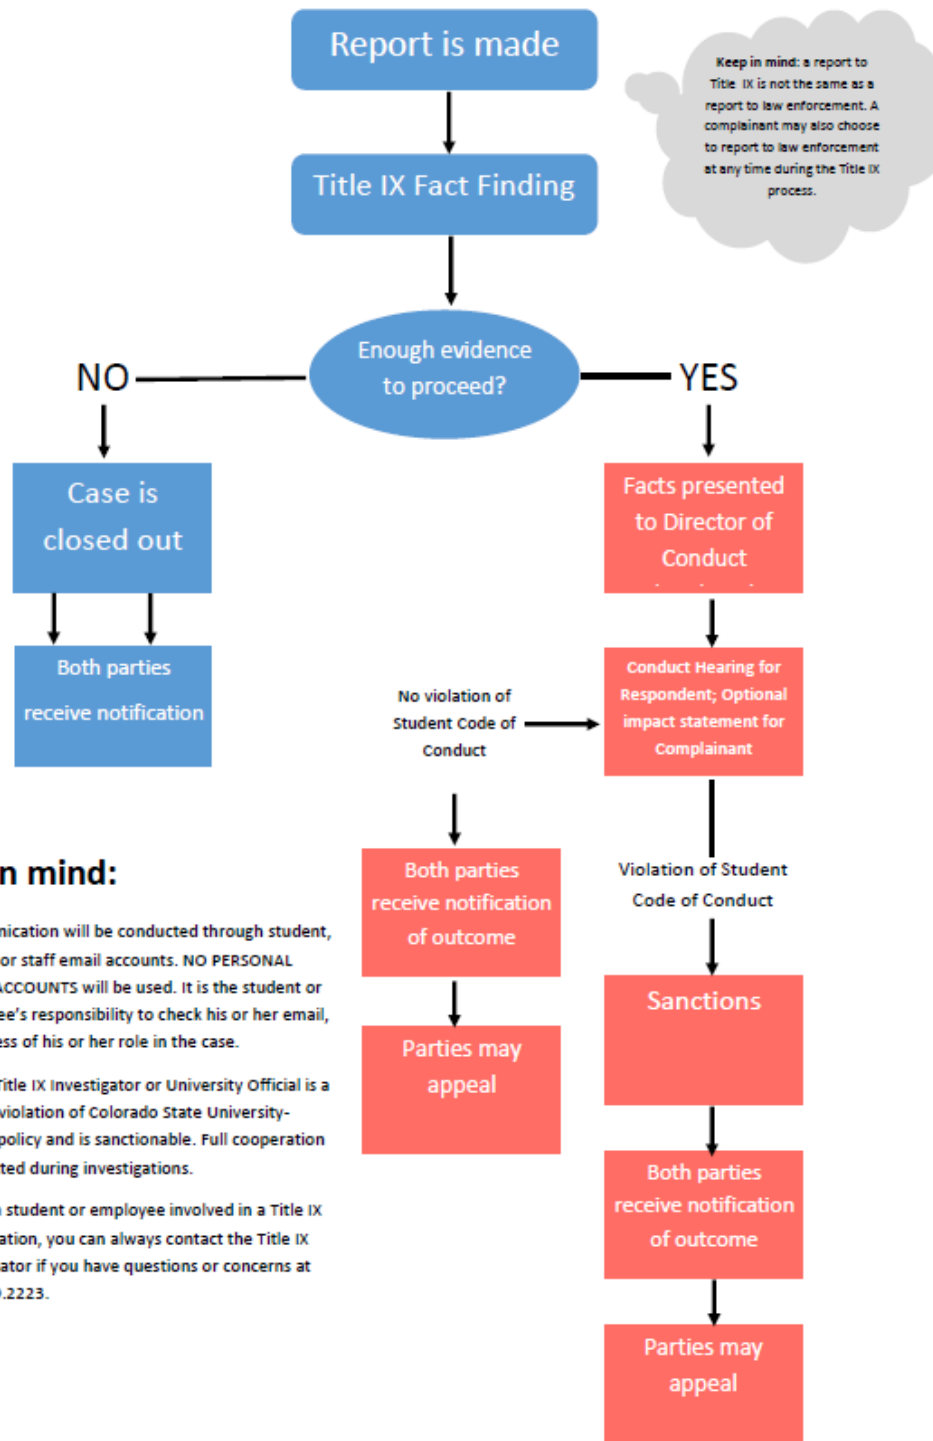 Report is made
Keep in mind: a report to
Title IX is not the same as a
report to law enforcement. A
complainant may also choose
to report to law enforcement
at any time during the Title IX
process.
Title IX Fact Finding
Enough evidence
to proceed?
NO
YES
Case is
closed out
Both parties
receive notification
Facts presented
to Director of
Conduct
Conduct Hearing for
Respondent; Optional
impact statement for
Complainant
No violation of
Student Code of
Conduct
Both parties
receive notification
of outcome
Parties may
appeal
Violation of Student
Code of Conduct
Sanctions
Both parties
receive notification
of outcome
Parties may
appeal
n mind:
nication will be conducted through student,
or staff email accounts. NO PERSONAL
ACCOUNTS will be used. It is the student or
ee's responsibility to check his or her email,
ess of his or her role in the case.
Title IX Investigator or University Official is a
violation of Colorado State University-
policy and is sanctionable. Full cooperation
ted during investigations.
student or employee involved in a Title IX
ation, you can always contact the Title IX
ator if you have questions or concerns at
.2223.